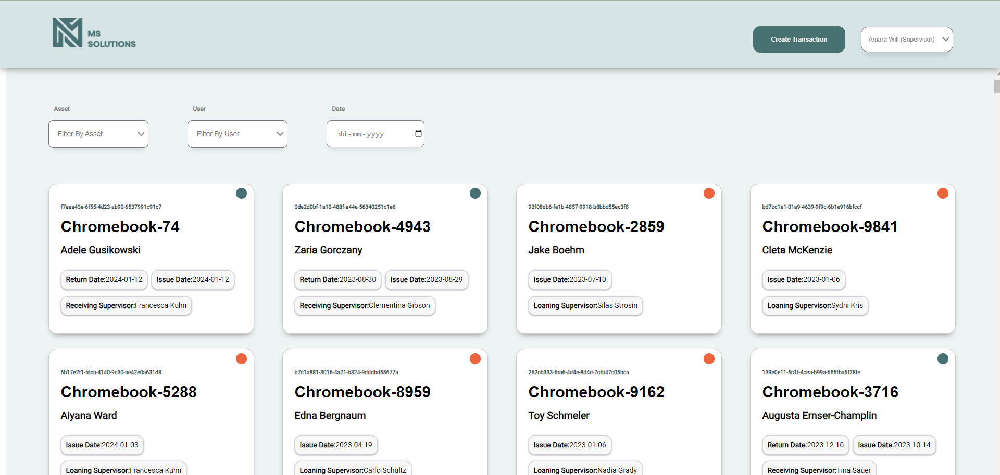 MS
SOLUTIONS
Create Transaction
Amara Will (Supervisor)
Asset
User
Date
Filter By Asset
Filter By User
dd-mm-yyyy
f7eaa43e-6f55-4d23-ab90-6537991c91c7
Chromebook-74
Adele Gusikowski
Return Date:2024-01-12
Issue Date:2024-01-12
Receiving Supervisor:Francesca Kuhn
0de2d0bf-1a10-488f-a44e-56340251c1e6
Chromebook-4943
Zaria Gorczany
Return Date:2023-08-30
Issue Date:2023-08-29
Receiving Supervisor:Clementina Gibson
93f08db6-fe1b-4857-9918-b8bbd55ec3f8
Chromebook-2859
Jake Boehm
Issue Date:2023-07-10
Loaning Supervisor:Silas Strosin
bd7bc1a1-01a9-4639-9f9c-6b1e916bfccf
Chromebook-9841
Cleta McKenzie
Issue Date:2023-01-06
Loaning Supervisor:Sydni Kris
6b17e2f1-fdca-4140-9c30-ae42e0a631d8
Chromebook-5288
Aiyana Ward
Issue Date:2024-01-03
Loaning Supervisor:Francesca Kuhn
b7c1a881-3016-4a21-b324-9dddbd55677a
Chromebook-8959
Edna Bergnaum
Issue Date:2023-04-19
Loaning Supervisor:Carlo Schultz
262cb333-fba6-4d4e-8d4d-7cfb47c05bca
Chromebook-9162
Toy Schmeler
Issue Date:2023-01-06
Loaning Supervisor:Nadia Grady
139e0e11-5c1f-4cea-b99a-655fba6f38fe
Chromebook-3716
Augusta Ernser-Champlin
Return Date:2023-12-10
Issue Date:2023-10-14
Receiving Supervisor:Tina Sauer